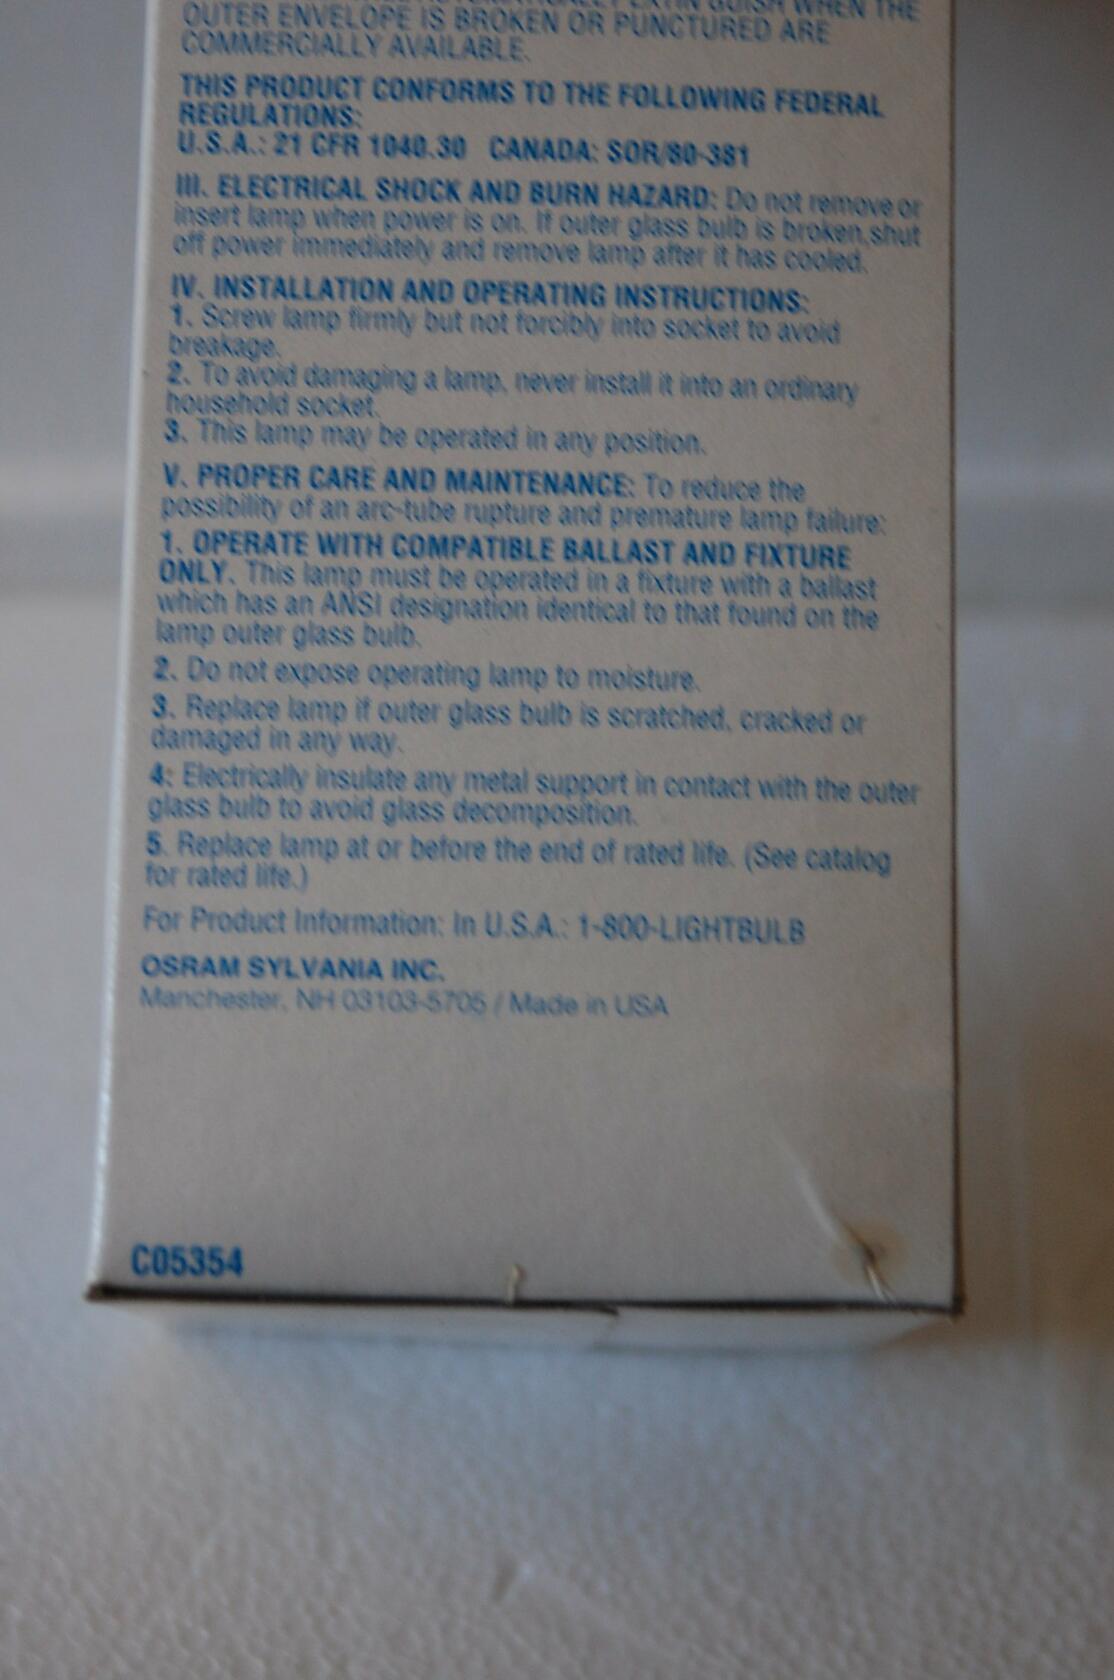 AUTOMATICALLY EXTIN GUISH WHEN THE
OUTER ENVELOPE IS BROKEN OR PUNCTURED ARE
COMMERCIALLY AVAILABLE.
THIS PRODUCT CONFORMS TO THE FOLLOWING FEDERAL
REGULATIONS:
U.S.A.: 21 CFR 1040.30 CANADA: SOR/80-381
III. ELECTRICAL SHOCK AND BURN HAZARD: Do not remove or
insert lamp when power is on. If outer glass bulb is broken,shut
off power immediately and remove lamp after it has cooled.
IV. INSTALLATION AND OPERATING INSTRUCTIONS:
1. Screw lamp firmly but not forcibly into socket to avoid
breakage.
2. To avoid damaging a lamp, never install it into an ordinary
household socket.
3. This lamp may be operated in any position.
V. PROPER CARE AND MAINTENANCE: To reduce the
possibility of an arc-tube rupture and premature lamp failure:
1. OPERATE WITH COMPATIBLE BALLAST AND FIXTURE
ONLY. This lamp must be operated in a fixture with a ballast
which has an ANSI designation identical to that found on the
lamp outer glass bulb.
2. Do not expose operating lamp to moisture.
3. Replace lamp if outer glass bulb is scratched, cracked or
damaged in any way.
4: Electrically insulate any metal support in contact with the outer
glass bulb to avoid glass decomposition.
5. Replace lamp at or before the end of rated life. (See catalog
for rated life.)
For Product Information: In U.S.A.: 1-800-LIGHTBULB
OSRAM SYLVANIA INC.
Manchester, NH 03103-5705 / Made in USA
C05354